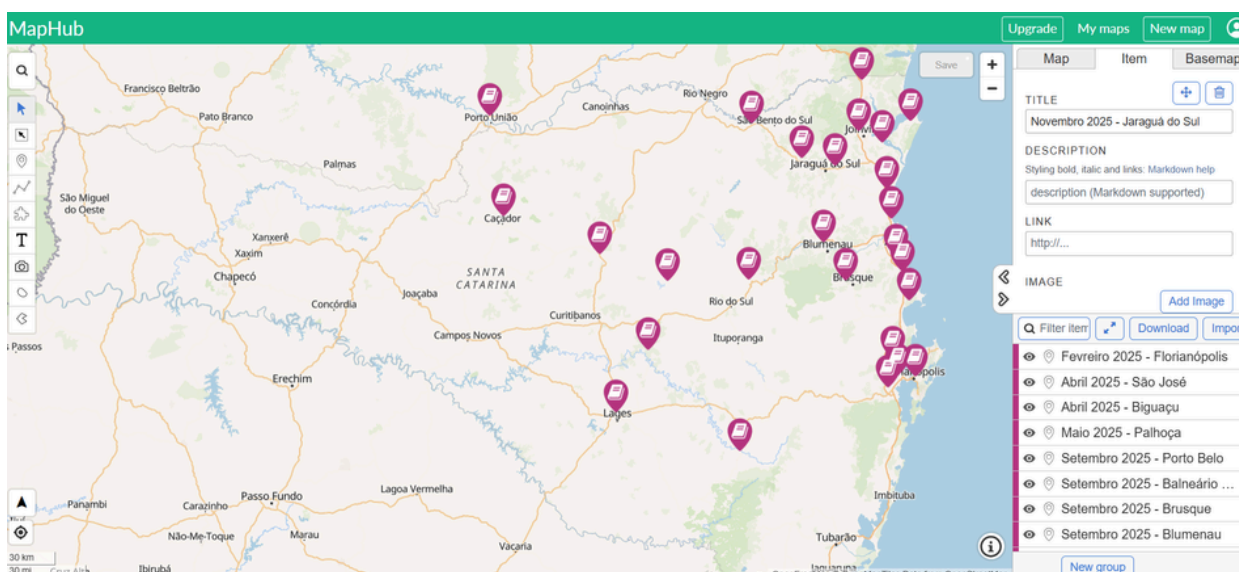 MapHub
Upgrade
My maps
New map
Save
Map
Item
Basemap
TITLE
Novembro 2025 - Jaraguá do Sul
DESCRIPTION
Styling bold, italic and links: Markdown help
description (Markdown supported)
LINK
http://...
IMAGE
Add Image
Filter item
Download
Impor
Fevreiro 2025 - Florianópolis
Abril 2025 - São José
Abril 2025 - Biguaçu
Maio 2025 - Palhoça
Setembro 2025 - Porto Belo
Setembro 2025 - Balneário ...
Setembro 2025 - Brusque
Setembro 2025 - Blumenau
New group
Francisco Beltrão
Pato Branco
Porto União
Canoinhas
Rio Negro
São Bento do Sul
Palmas
Jaraguá do Sul
São Miguel
do Oeste
Caçador
Xanxerê
Xaxim
Chapecó
SANTA
CATARINA
Blumenau
Brusque
Concórdia
Joaçaba
Rio do Sul
Curitibanos
Campos Novos
Ituporanga
s Passos
Erechim
Lages
Lagoa Vermelha
Passo Fundo
Panambi
Carazinho
Imbituba
Não-Me-Toque
Marau
Vacaria
Tubarão
Ibirubá
30 km
30 mi